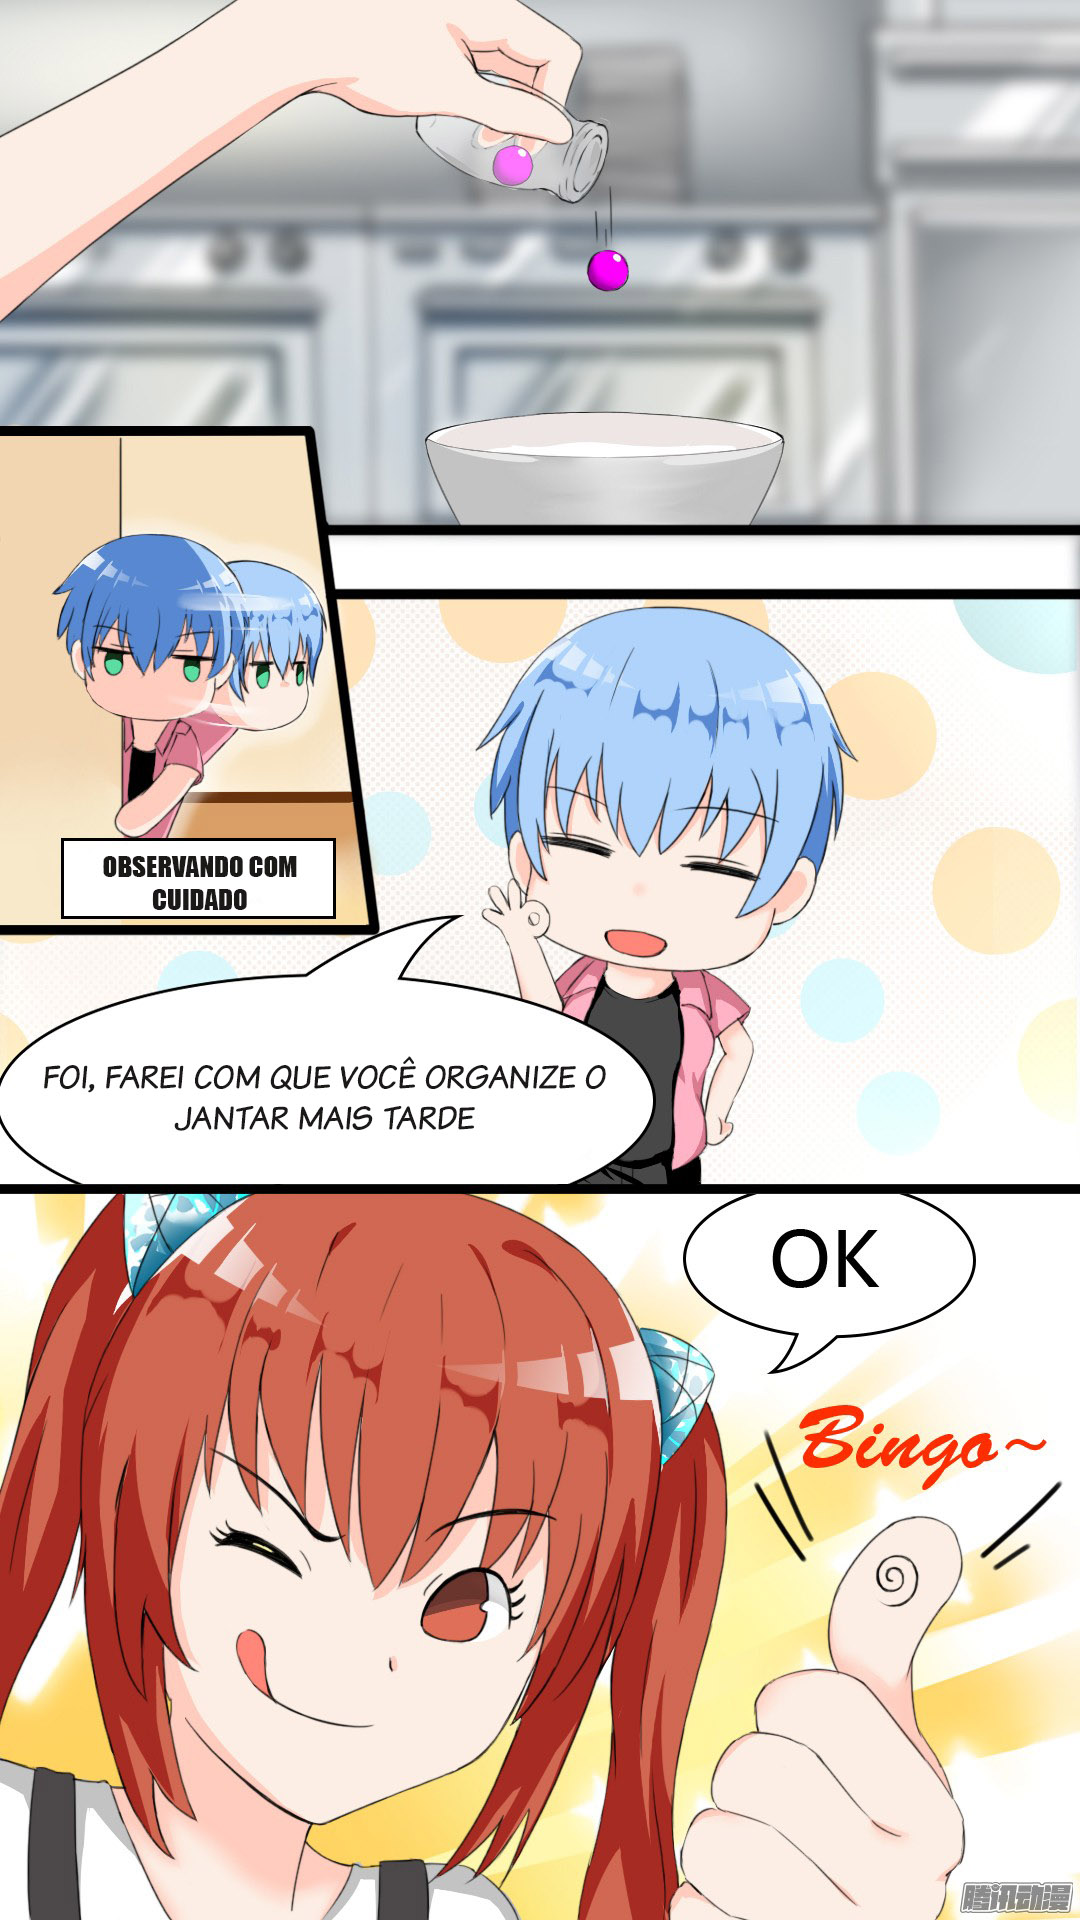 OBSERVANDO COM
CUIDADO
FOI, FAREI COM QUE VOCÊ ORGANIZE O
JANTAR MAIS TARDE
OK
Bingo~
腾讯动漫